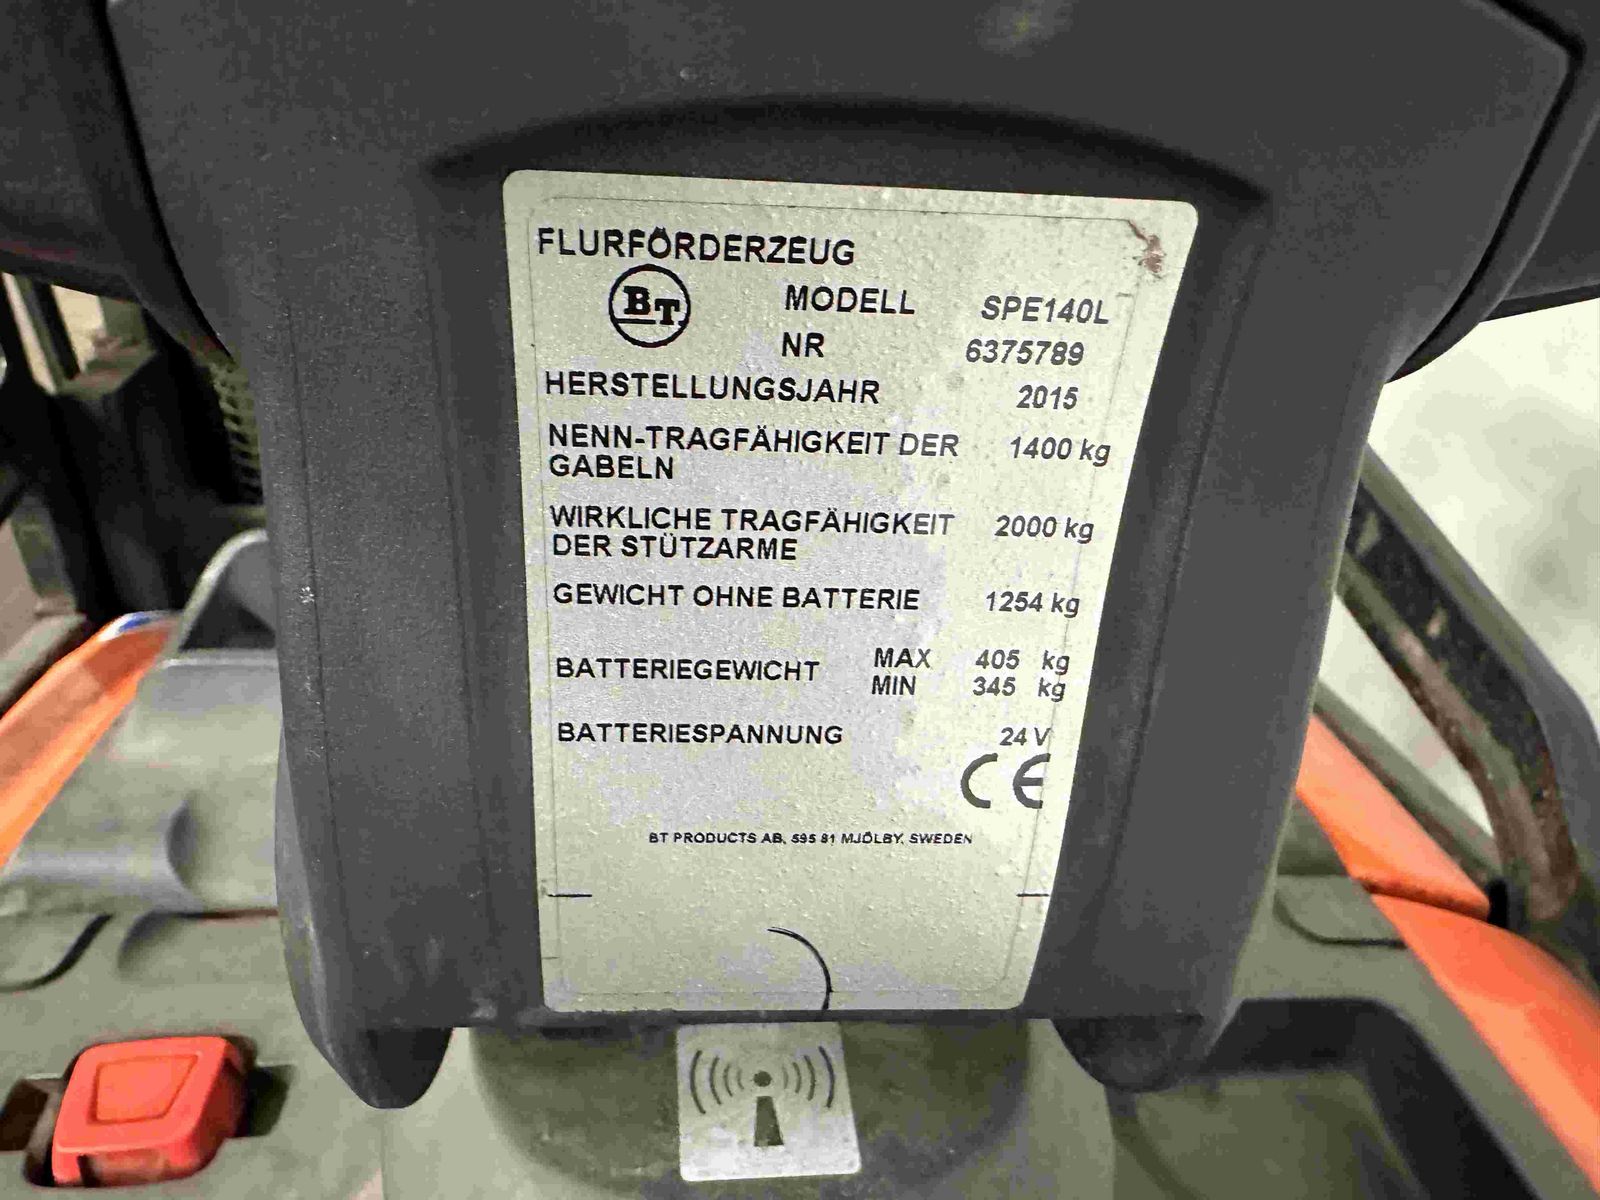 FLURFÖRDERZEUG
BT MODELL SPE140L
NR 6375789
HERSTELLUNGSJAHR 2015
NENN-TRAGFÄHIGKEIT DER 1400 kg
GABELN
WIRKLICHE TRAGFÄHIGKEIT 2000 kg
DER STÜTZARME
GEWICHT OHNE BATTERIE 1254 kg
BATTERIEGEWICHT MAX 405 kg
MIN 345 kg
BATTERIESPANNUNG 24 V
CE
BT PRODUCTS AB, 595 81 MJÖLBY, SWEDEN